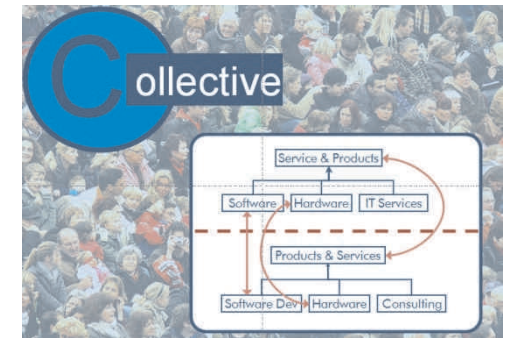 Collective
Service & Products
Software Hardware IT Services
Products & Services
Software Dev Hardware Consulting